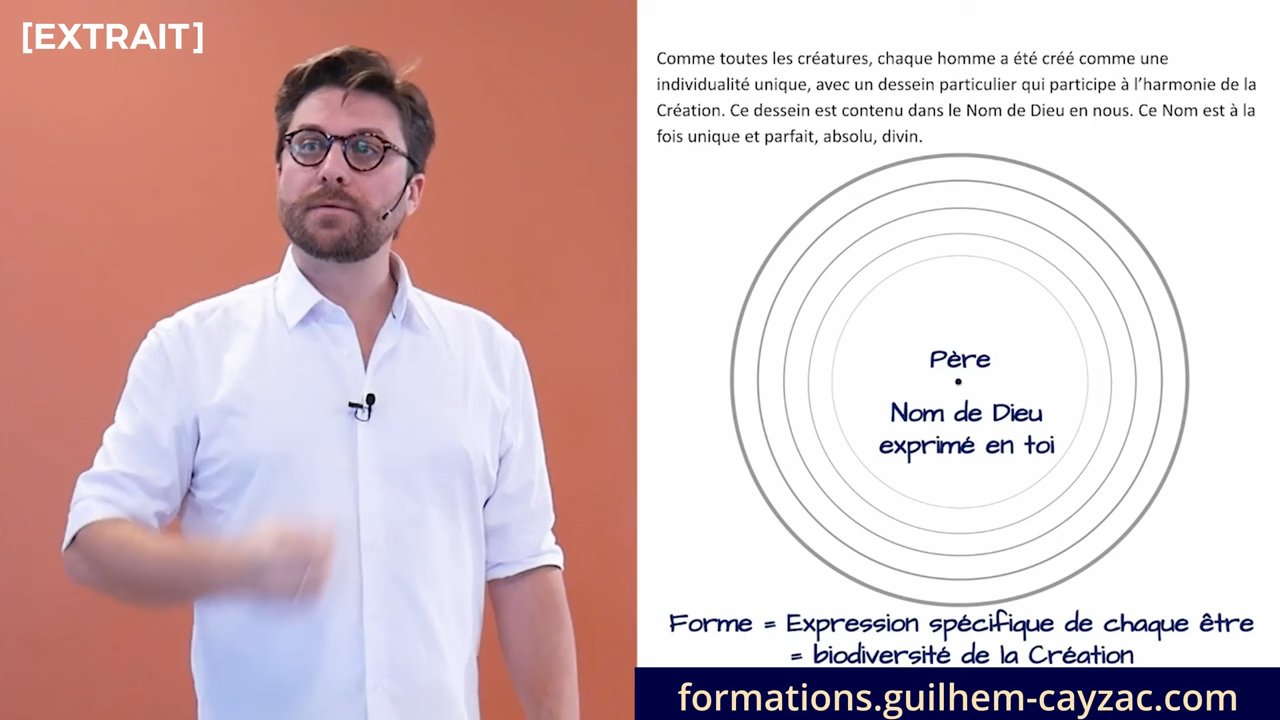 [EXTRAIT]
Comme toutes les créatures, chaque homme a été créé comme une
individualité unique, avec un dessein particulier qui participe à l’harmonie de la
Création. Ce dessein est contenu dans le Nom de Dieu en nous. Ce Nom est à la
fois unique et parfait, absolu, divin.
Père
Nom de Dieu
exprimé en toi
Forme = Expression spécifique de chaque être
= biodiversité de la Création
formations.guilhem-cayzac.com